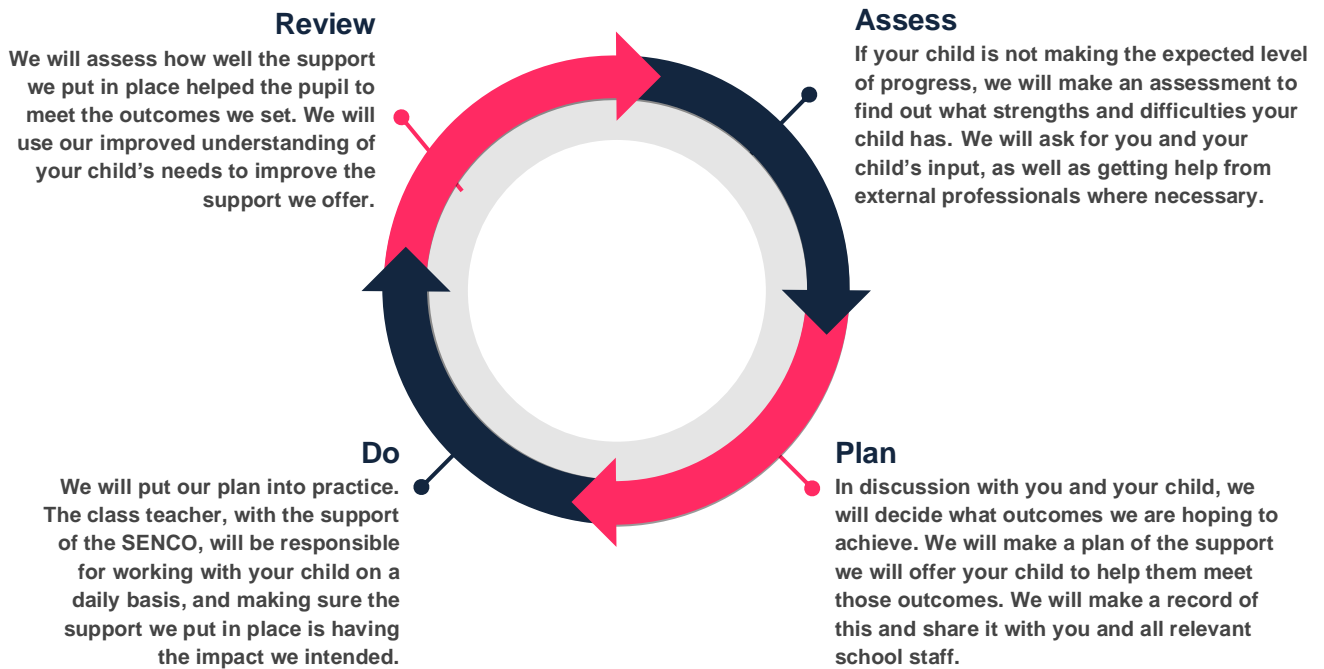 Review
We will assess how well the support
we put in place helped the pupil to
meet the outcomes we set. We will
use our improved understanding of
your child’s needs to improve the
support we offer.
Assess
If your child is not making the expected level
of progress, we will make an assessment to
find out what strengths and difficulties your
child has. We will ask for you and your
child’s input, as well as getting help from
external professionals where necessary.
Do
We will put our plan into practice.
The class teacher, with the support
of the SENCO, will be responsible
for working with your child on a
daily basis, and making sure the
support we put in place is having
the impact we intended.
Plan
In discussion with you and your child, we
will decide what outcomes we are hoping to
achieve. We will make a plan of the support
we will offer your child to help them meet
those outcomes. We will make a record of
this and share it with you and all relevant
school staff.